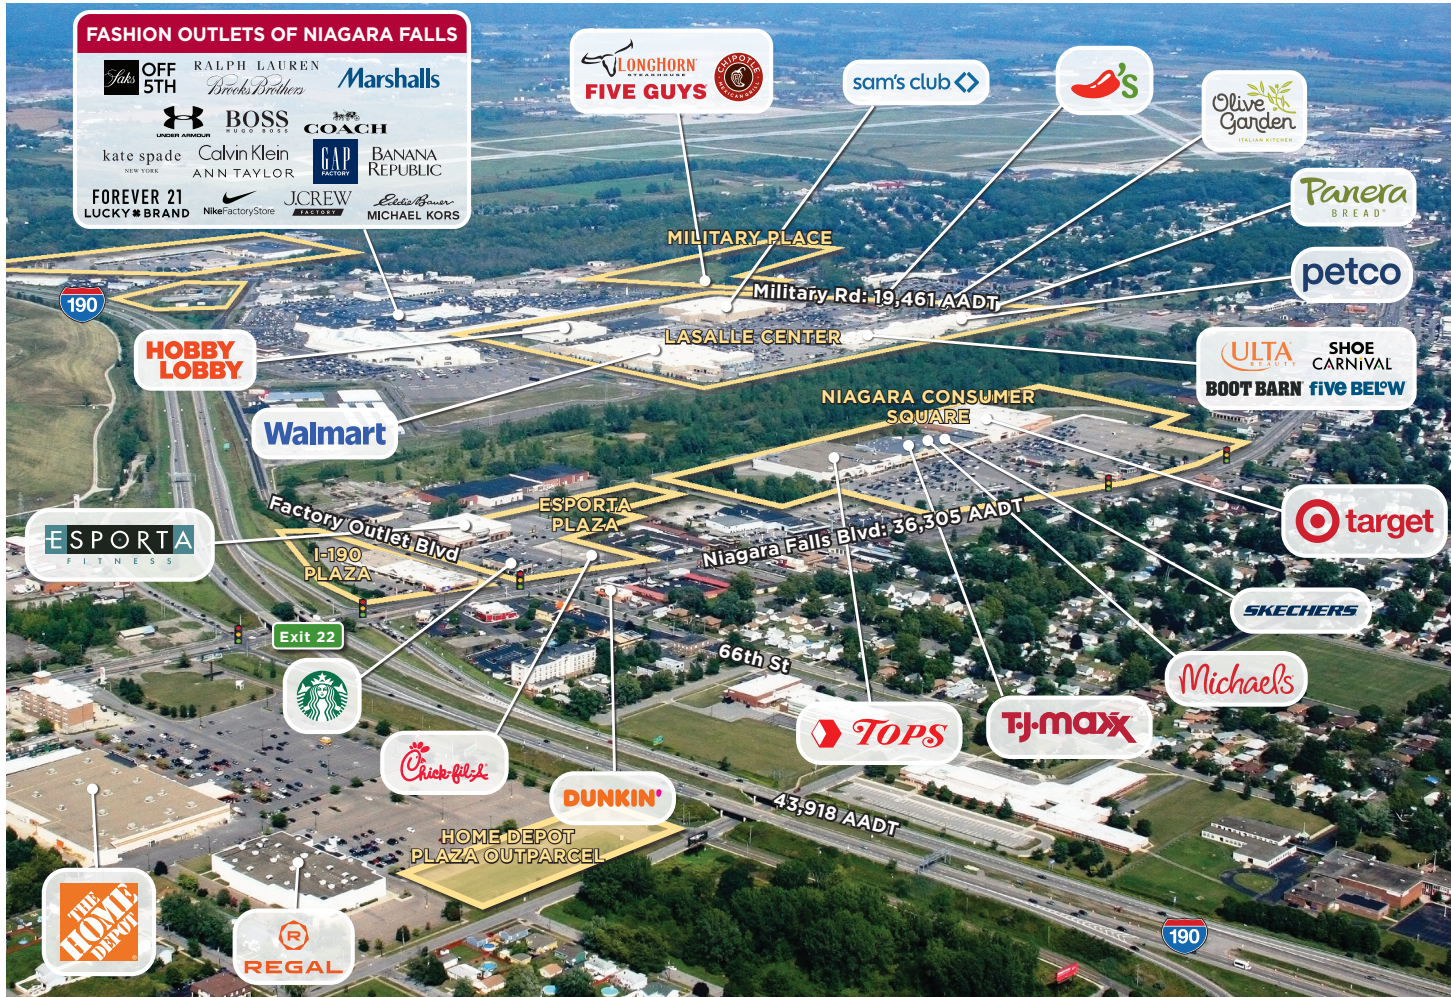 FASHION OUTLETS OF NIAGARA FALLS
Saks OFF 5TH
RALPH LAUREN
Brooks Brothers
Marshalls
UNDER ARMOUR
BOSS
HUGO BOSS
COACH
kate spade
NEW YORK
Calvin Klein
ANN TAYLOR
GAP
FACTORY
BANANA
REPUBLIC
FOREVER 21
LUCKY BRAND
NikeFactoryStore
J.CREW
FACTORY
Eddie Bauer
MICHAEL KORS
LONGHORN
STEAKHOUSE
FIVE GUYS
CHIPOTLE
MEXICAN GRILL
sam's club
's
Olive
Garden
ITALIAN KITCHEN
Panera
BREAD
petco
MILITARY PLACE
Military Rd: 19,461 AADT
190
LASALLE CENTER
HOBBY
LOBBY
ULTA
BEAUTY
SHOE
CARNiVAL
BOOT BARN
fiVE BEL°W
Walmart
NIAGARA CONSUMER
SQUARE
ESPORTA
FITNESS
Factory Outlet Blvd
ESPORTA
PLAZA
I-190
PLAZA
Niagara Falls Blvd: 36,305 AADT
target
SKECHERS
Exit 22
66th St
Michaels
TOPS
T·J·maxx
Chick-fil-A
DUNKIN'
43,918 AADT
HOME DEPOT
PLAZA OUTPARCEL
THE
HOME
DEPOT
R
REGAL
190